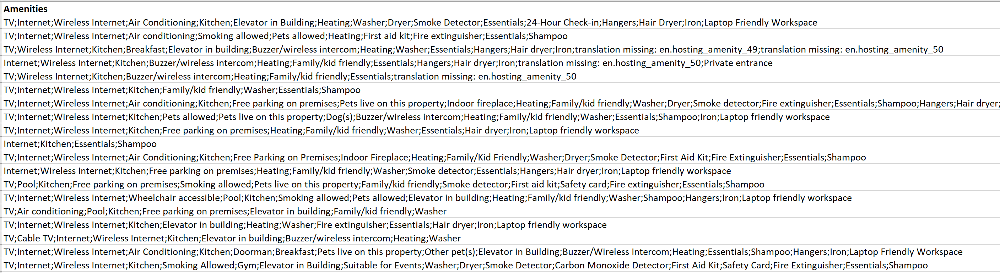 Amenities
TV;Internet;Wireless Internet;Air Conditioning;Kitchen;Elevator in Building;Heating;Washer;Dryer;Smoke Detector;Essentials;24-Hour Check-in;Hangers;Hair Dryer;Iron;Laptop Friendly Workspace
TV;Internet;Wireless Internet;Air conditioning;Smoking allowed;Pets allowed;Heating;First aid kit;Fire extinguisher;Essentials;Shampoo
TV;Wireless Internet;Kitchen;Breakfast;Elevator in building;Buzzer/wireless intercom;Heating;Washer;Essentials;Hangers;Hair dryer;Iron;translation missing: en.hosting_amenity_49;translation missing: en.hosting_amenity_50
Internet;Wireless Internet;Kitchen;Buzzer/wireless intercom;Heating;Family/kid friendly;Essentials;Hangers;Hair dryer;Iron;translation missing: en.hosting_amenity_50;Private entrance
TV;Wireless Internet;Kitchen;Buzzer/wireless intercom;Heating;Family/kid friendly;Essentials;translation missing: en.hosting_amenity_50
TV;Internet;Wireless Internet;Kitchen;Family/kid friendly;Washer;Essentials;Shampoo
TV;Internet;Wireless Internet;Air conditioning;Kitchen;Free parking on premises;Pets live on this property;Indoor fireplace;Heating;Family/kid friendly;Washer;Dryer;Smoke detector;Fire extinguisher;Essentials;Shampoo;Hangers;Hair dryer;
TV;Internet;Wireless Internet;Kitchen;Pets allowed;Pets live on this property;Dog(s);Buzzer/wireless intercom;Heating;Family/kid friendly;Washer;Essentials;Shampoo;Iron;Laptop friendly workspace
TV;Internet;Wireless Internet;Kitchen;Free parking on premises;Heating;Family/kid friendly;Washer;Essentials;Hair dryer;Iron;Laptop friendly workspace
Internet;Kitchen;Essentials;Shampoo
TV;Internet;Wireless Internet;Air Conditioning;Kitchen;Free Parking on Premises;Indoor Fireplace;Heating;Family/Kid Friendly;Washer;Dryer;Smoke Detector;First Aid Kit;Fire Extinguisher;Essentials;Shampoo
Internet;Wireless Internet;Kitchen;Free parking on premises;Heating;Family/kid friendly;Washer;Smoke detector;Essentials;Hangers;Hair dryer;Iron;Laptop friendly workspace
TV;Pool;Kitchen;Free parking on premises;Smoking allowed;Pets live on this property;Family/kid friendly;Smoke detector;First aid kit;Safety card;Fire extinguisher;Essentials;Shampoo
TV;Internet;Wireless Internet;Wheelchair accessible;Pool;Kitchen;Smoking allowed;Pets allowed;Elevator in building;Heating;Family/kid friendly;Washer;Shampoo;Hangers;Iron;Laptop friendly workspace
TV;Air conditioning;Pool;Kitchen;Free parking on premises;Elevator in building;Family/kid friendly;Washer
TV;Internet;Wireless Internet;Kitchen;Elevator in building;Heating;Washer;Fire extinguisher;Essentials;Hair dryer;Iron;Laptop friendly workspace
TV;Cable TV;Internet;Wireless Internet;Kitchen;Elevator in building;Buzzer/wireless intercom;Heating;Washer
TV;Internet;Wireless Internet;Air Conditioning;Kitchen;Doorman;Breakfast;Pets live on this property;Other pet(s);Elevator in Building;Buzzer/Wireless Intercom;Heating;Essentials;Shampoo;Hangers;Iron;Laptop Friendly Workspace
TV;Internet;Wireless Internet;Kitchen;Smoking Allowed;Gym;Elevator in Building;Suitable for Events;Washer;Dryer;Smoke Detector;Carbon Monoxide Detector;First Aid Kit;Safety Card;Fire Extinguisher;Essentials;Shampoo